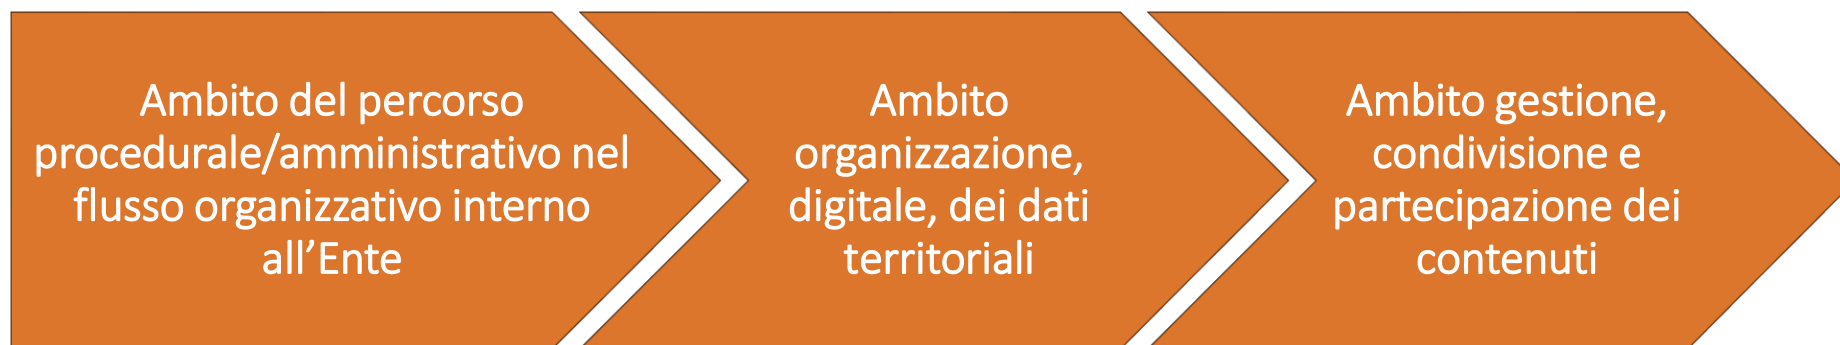 Ambito del percorso
procedurale/amministrativo nel
flusso organizzativo interno
all’Ente
Ambito
organizzazione,
digitale, dei dati
territoriali
Ambito gestione,
condivisione e
partecipazione dei
contenuti